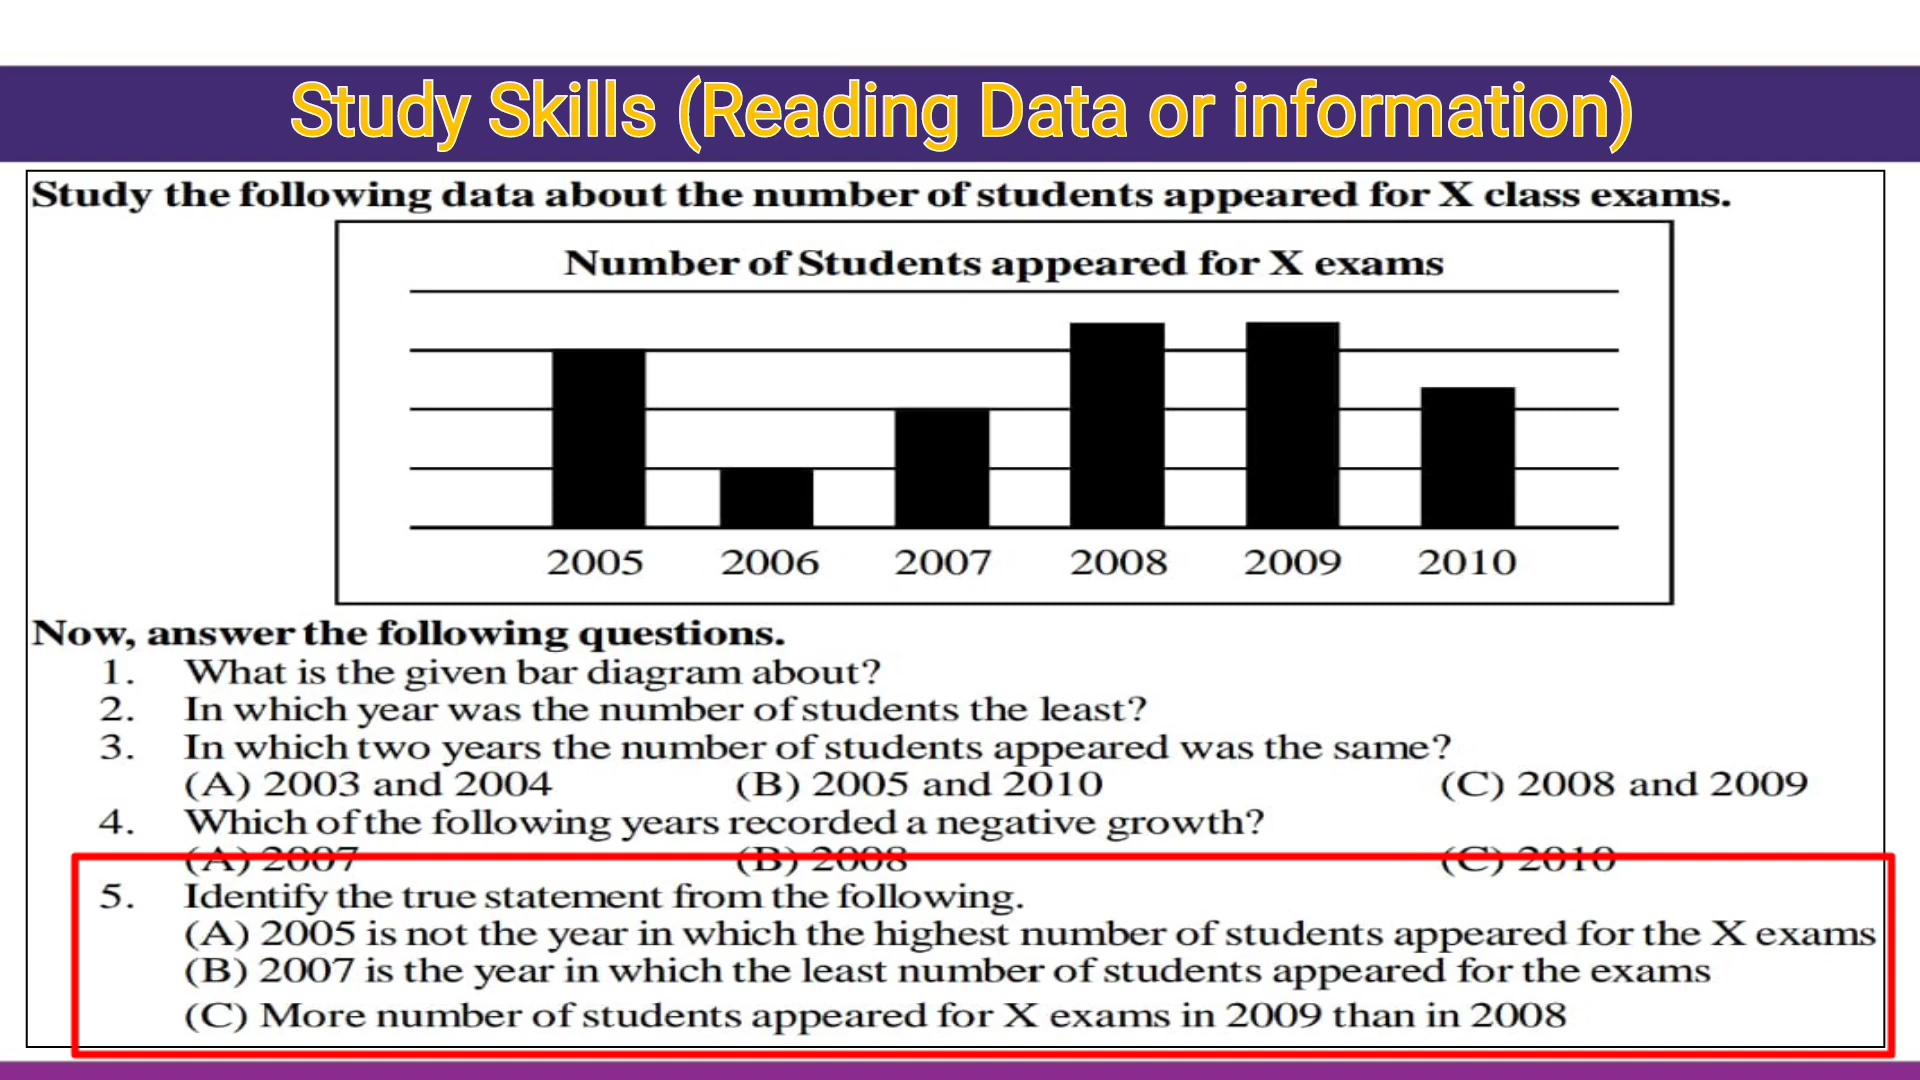 Study Skills (Reading Data or information)
Study the following data about the number of students appeared for X class exams.
Number of Students appeared for X exams
2005 2006 2007 2008 2009 2010
Now, answer the following questions.
1. What is the given bar diagram about?
2. In which year was the number of students the least?
3. In which two years the number of students appeared was the same?
(A) 2003 and 2004 (B) 2005 and 2010 (C) 2008 and 2009
4. Which of the following years recorded a negative growth?
(A) 2007 (B) 2008 (C) 2010
5. Identify the true statement from the following.
(A) 2005 is not the year in which the highest number of students appeared for the X exams
(B) 2007 is the year in which the least number of students appeared for the exams
(C) More number of students appeared for X exams in 2009 than in 2008